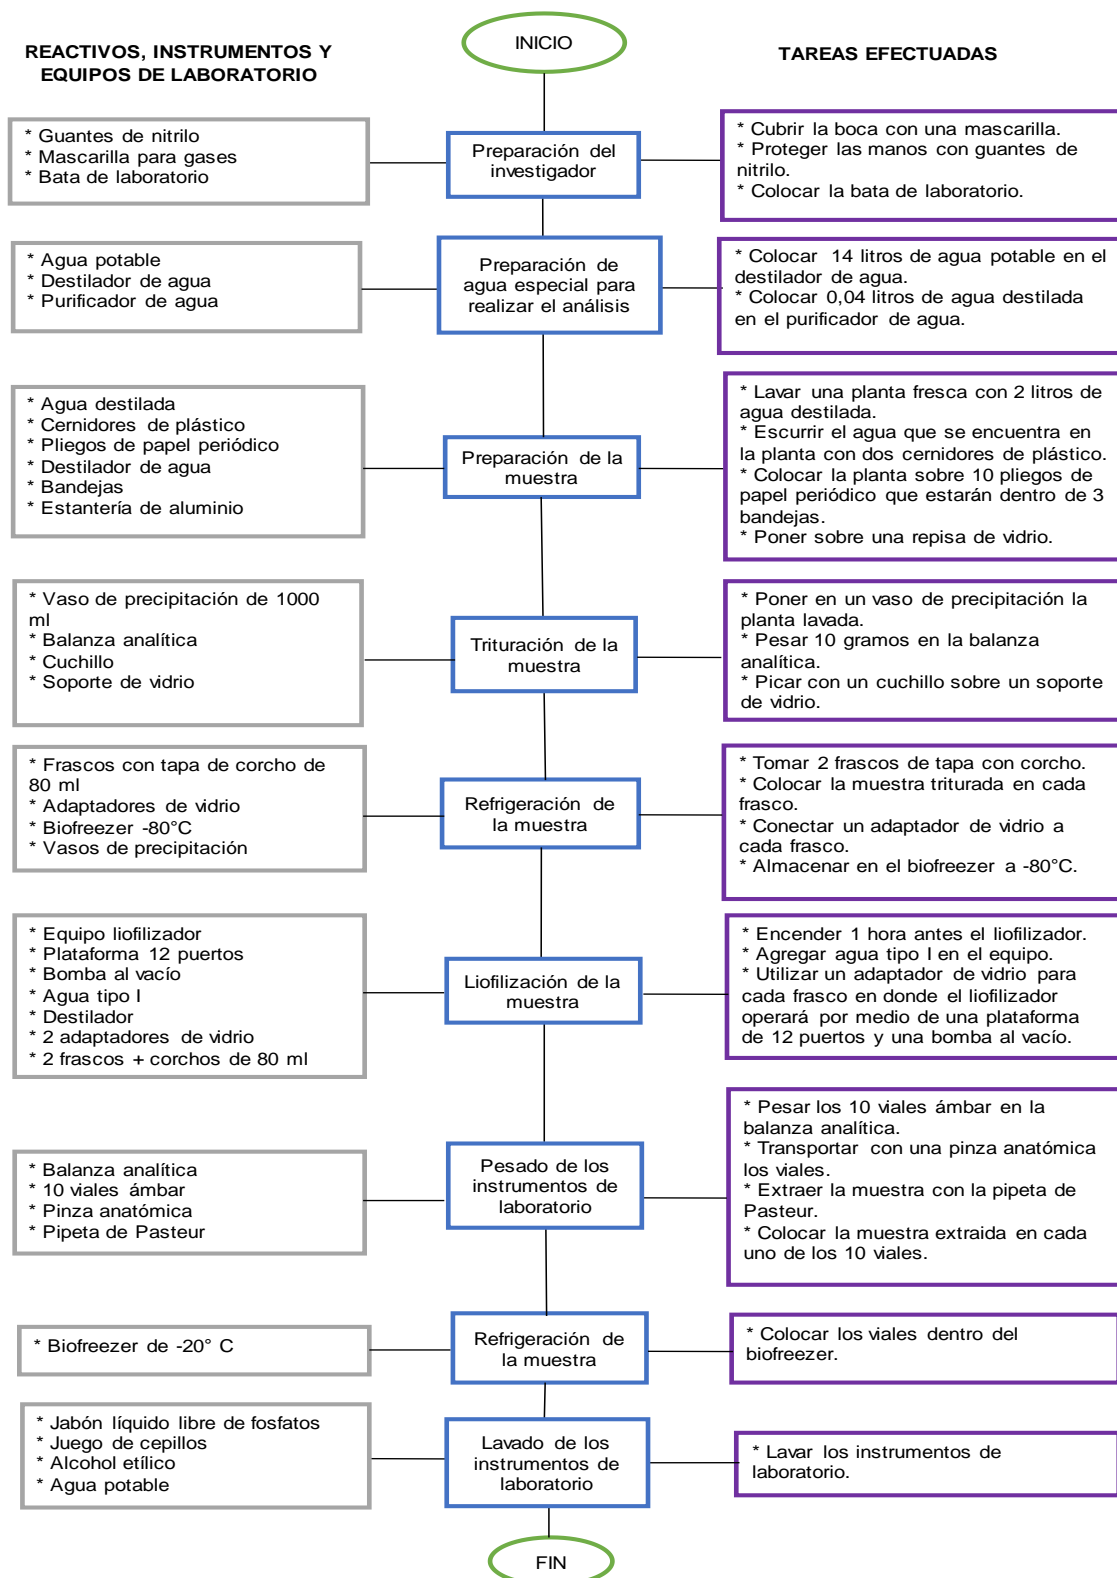 INICIO
REACTIVOS, INSTRUMENTOS Y
EQUIPOS DE LABORATORIO
TAREAS EFECTUADAS
* Guantes de nitrilo
* Mascarilla para gases
* Bata de laboratorio
Preparación del
investigador
* Cubrir la boca con una mascarilla.
* Proteger las manos con guantes de
nitrilo.
* Colocar la bata de laboratorio.
* Agua potable
* Destilador de agua
* Purificador de agua
Preparación de
agua especial para
realizar el análisis
* Colocar 14 litros de agua potable en el
destilador de agua.
* Colocar 0,04 litros de agua destilada
en el purificador de agua.
* Agua destilada
* Cernidores de plástico
* Pliegos de papel periódico
* Destilador de agua
* Bandejas
* Estantería de aluminio
Preparación de la
muestra
* Lavar una planta fresca con 2 litros de
agua destilada.
* Escurrir el agua que se encuentra en
la planta con dos cernidores de plástico.
* Colocar la planta sobre 10 pliegos de
papel periódico que estarán dentro de 3
bandejas.
* Poner sobre una repisa de vidrio.
* Vaso de precipitación de 1000
ml
* Balanza analítica
* Cuchillo
* Soporte de vidrio
Trituración de la
muestra
* Poner en un vaso de precipitación la
planta lavada.
* Pesar 10 gramos en la balanza
analítica.
* Picar con un cuchillo sobre un soporte
de vidrio.
* Frascos con tapa de corcho de
80 ml
* Adaptadores de vidrio
* Biofreezer -80°C
* Vasos de precipitación
Refrigeración de
la muestra
* Tomar 2 frascos de tapa con corcho.
* Colocar la muestra triturada en cada
frasco.
* Conectar un adaptador de vidrio a
cada frasco.
* Almacenar en el biofreezer a -80°C.
* Equipo liofilizador
* Plataforma 12 puertos
* Bomba al vacío
* Agua tipo I
* Destilador
* 2 adaptadores de vidrio
* 2 frascos + corchos de 80 ml
Liofilización de la
muestra
* Encender 1 hora antes el liofilizador.
* Agregar agua tipo I en el equipo.
* Utilizar un adaptador de vidrio para
cada frasco en donde el liofilizador
operará por medio de una plataforma
de 12 puertos y una bomba al vacío.
* Balanza analítica
* 10 viales ámbar
* Pinza anatómica
* Pipeta de Pasteur
Pesado de los
instrumentos de
laboratorio
* Pesar los 10 viales ámbar en la
balanza analítica.
* Transportar con una pinza anatómica
los viales.
* Extraer la muestra con la pipeta de
Pasteur.
* Colocar la muestra extraida en cada
uno de los 10 viales.
* Biofreezer de -20° C
Refrigeración de
la muestra
* Colocar los viales dentro del
biofreezer.
* Jabón líquido libre de fosfatos
* Juego de cepillos
* Alcohol etílico
* Agua potable
Lavado de los
instrumentos de
laboratorio
* Lavar los instrumentos de
laboratorio.
FIN